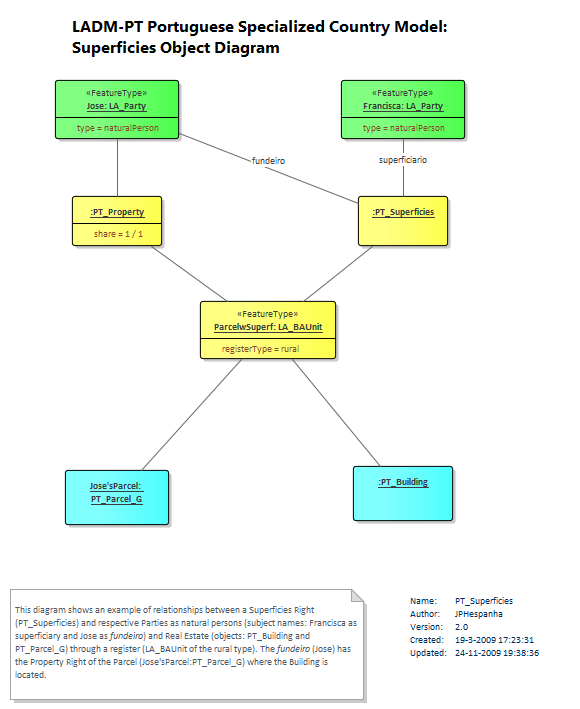 LADM-PT Portuguese Specialized Country Model:
Superficies Object Diagram
«FeatureType»
Jose: LA_Party
type = naturalPerson
«FeatureType»
Francisca: LA_Party
type = naturalPerson
fundeiro
superficiario
:PT_Property
share = 1 / 1
:PT_Superficies
«FeatureType»
ParcelwSuperf: LA_BAUnit
registerType = rural
Jose'sParcel:
PT_Parcel_G
:PT_Building
This diagram shows an example of relationships between a Superficies Right
(PT_Superficies) and respective Parties as natural persons (subject names: Francisca as
superficiary and Jose as fundeiro) and Real Estate (objects: PT_Building and
PT_Parcel_G) through a register (LA_BAUnit of the rural type). The fundeiro (Jose) has
the Property Right of the Parcel (Jose'sParcel:PT_Parcel_G) where the Building is
located.
Name: PT_Superficies
Author: JPHespanha
Version: 2.0
Created: 19-3-2009 17:23:31
Updated: 24-11-2009 19:38:36